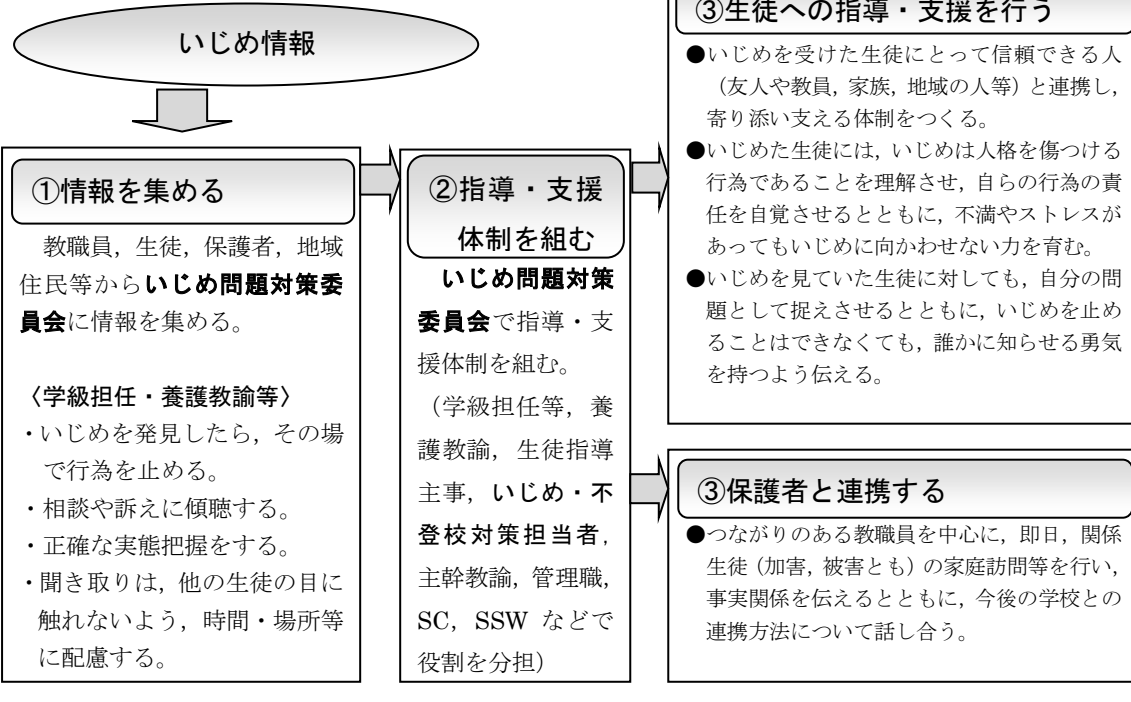 いじめ情報
①情報を集める
教職員，生徒，保護者，地域
住民等からいじめ問題対策委
員会に情報を集める。
〈学級担任・養護教諭等〉
・いじめを発見したら，その場
で行為を止める。
・相談や訴えに傾聴する。
・正確な実態把握をする。
・聞き取りは，他の生徒の目に
触れないよう，時間・場所等
に配慮する。
②指導・支援
体制を組む
いじめ問題対策
委員会で指導・支
援体制を組む。
（学級担任等，養
護教諭，生徒指導
主事，いじめ・不
登校対策担当者，
主幹教諭，管理職，
SC，SSW などで
役割を分担）
③生徒への指導・支援を行う
●いじめを受けた生徒にとって信頼できる人
（友人や教員，家族，地域の人等）と連携し，
寄り添い支える体制をつくる。
●いじめた生徒には，いじめは人格を傷つける
行為であることを理解させ，自らの行為の責
任を自覚させるとともに，不満やストレスが
あってもいじめに向かわせない力を育む。
●いじめを見ていた生徒に対しても，自分の問
題として捉えさせるとともに，いじめを止め
ることはできなくても，誰かに知らせる勇気
を持つよう伝える。
③保護者と連携する
●つながりのある教職員を中心に，即日，関係
生徒（加害，被害とも）の家庭訪問等を行い，
事実関係を伝えるとともに，今後の学校との
連携方法について話し合う。